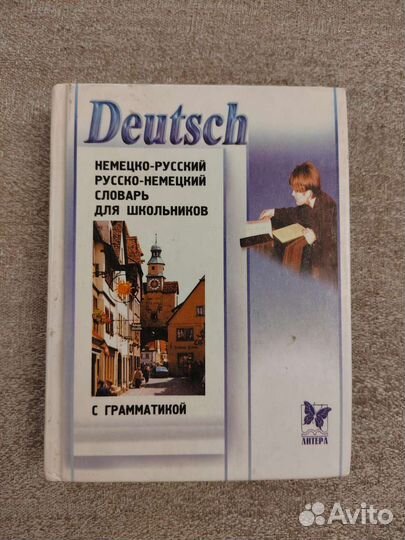 Deutsch
НЕМЕЦКО-РУССКИЙ
РУССКО-НЕМЕЦКИЙ
СЛОВАРЬ
ДЛЯ ШКОЛЬНИКОВ
С ГРАММАТИКОЙ
ЛИТЕРА
Avito